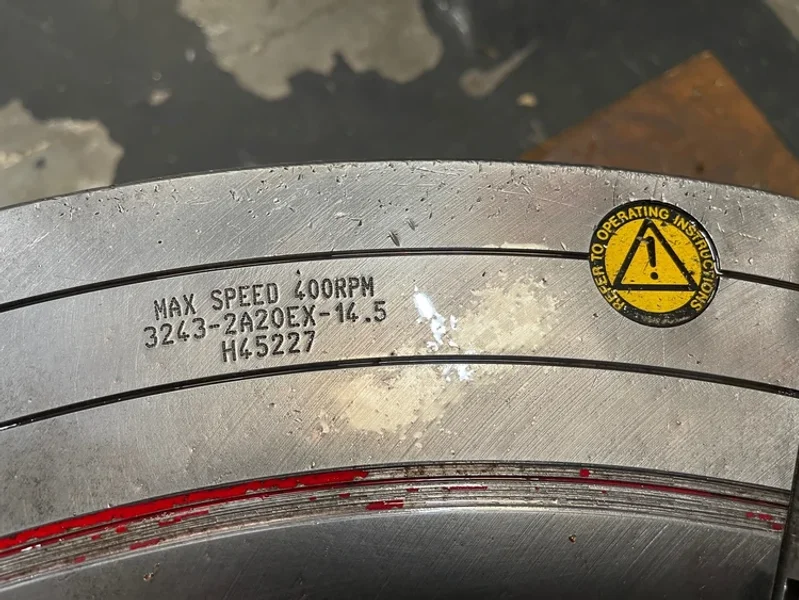 MAX SPEED 400RPM
3243-2A20EX-14.5
H45227
REFER TO OPERATING INSTRUCTIONS